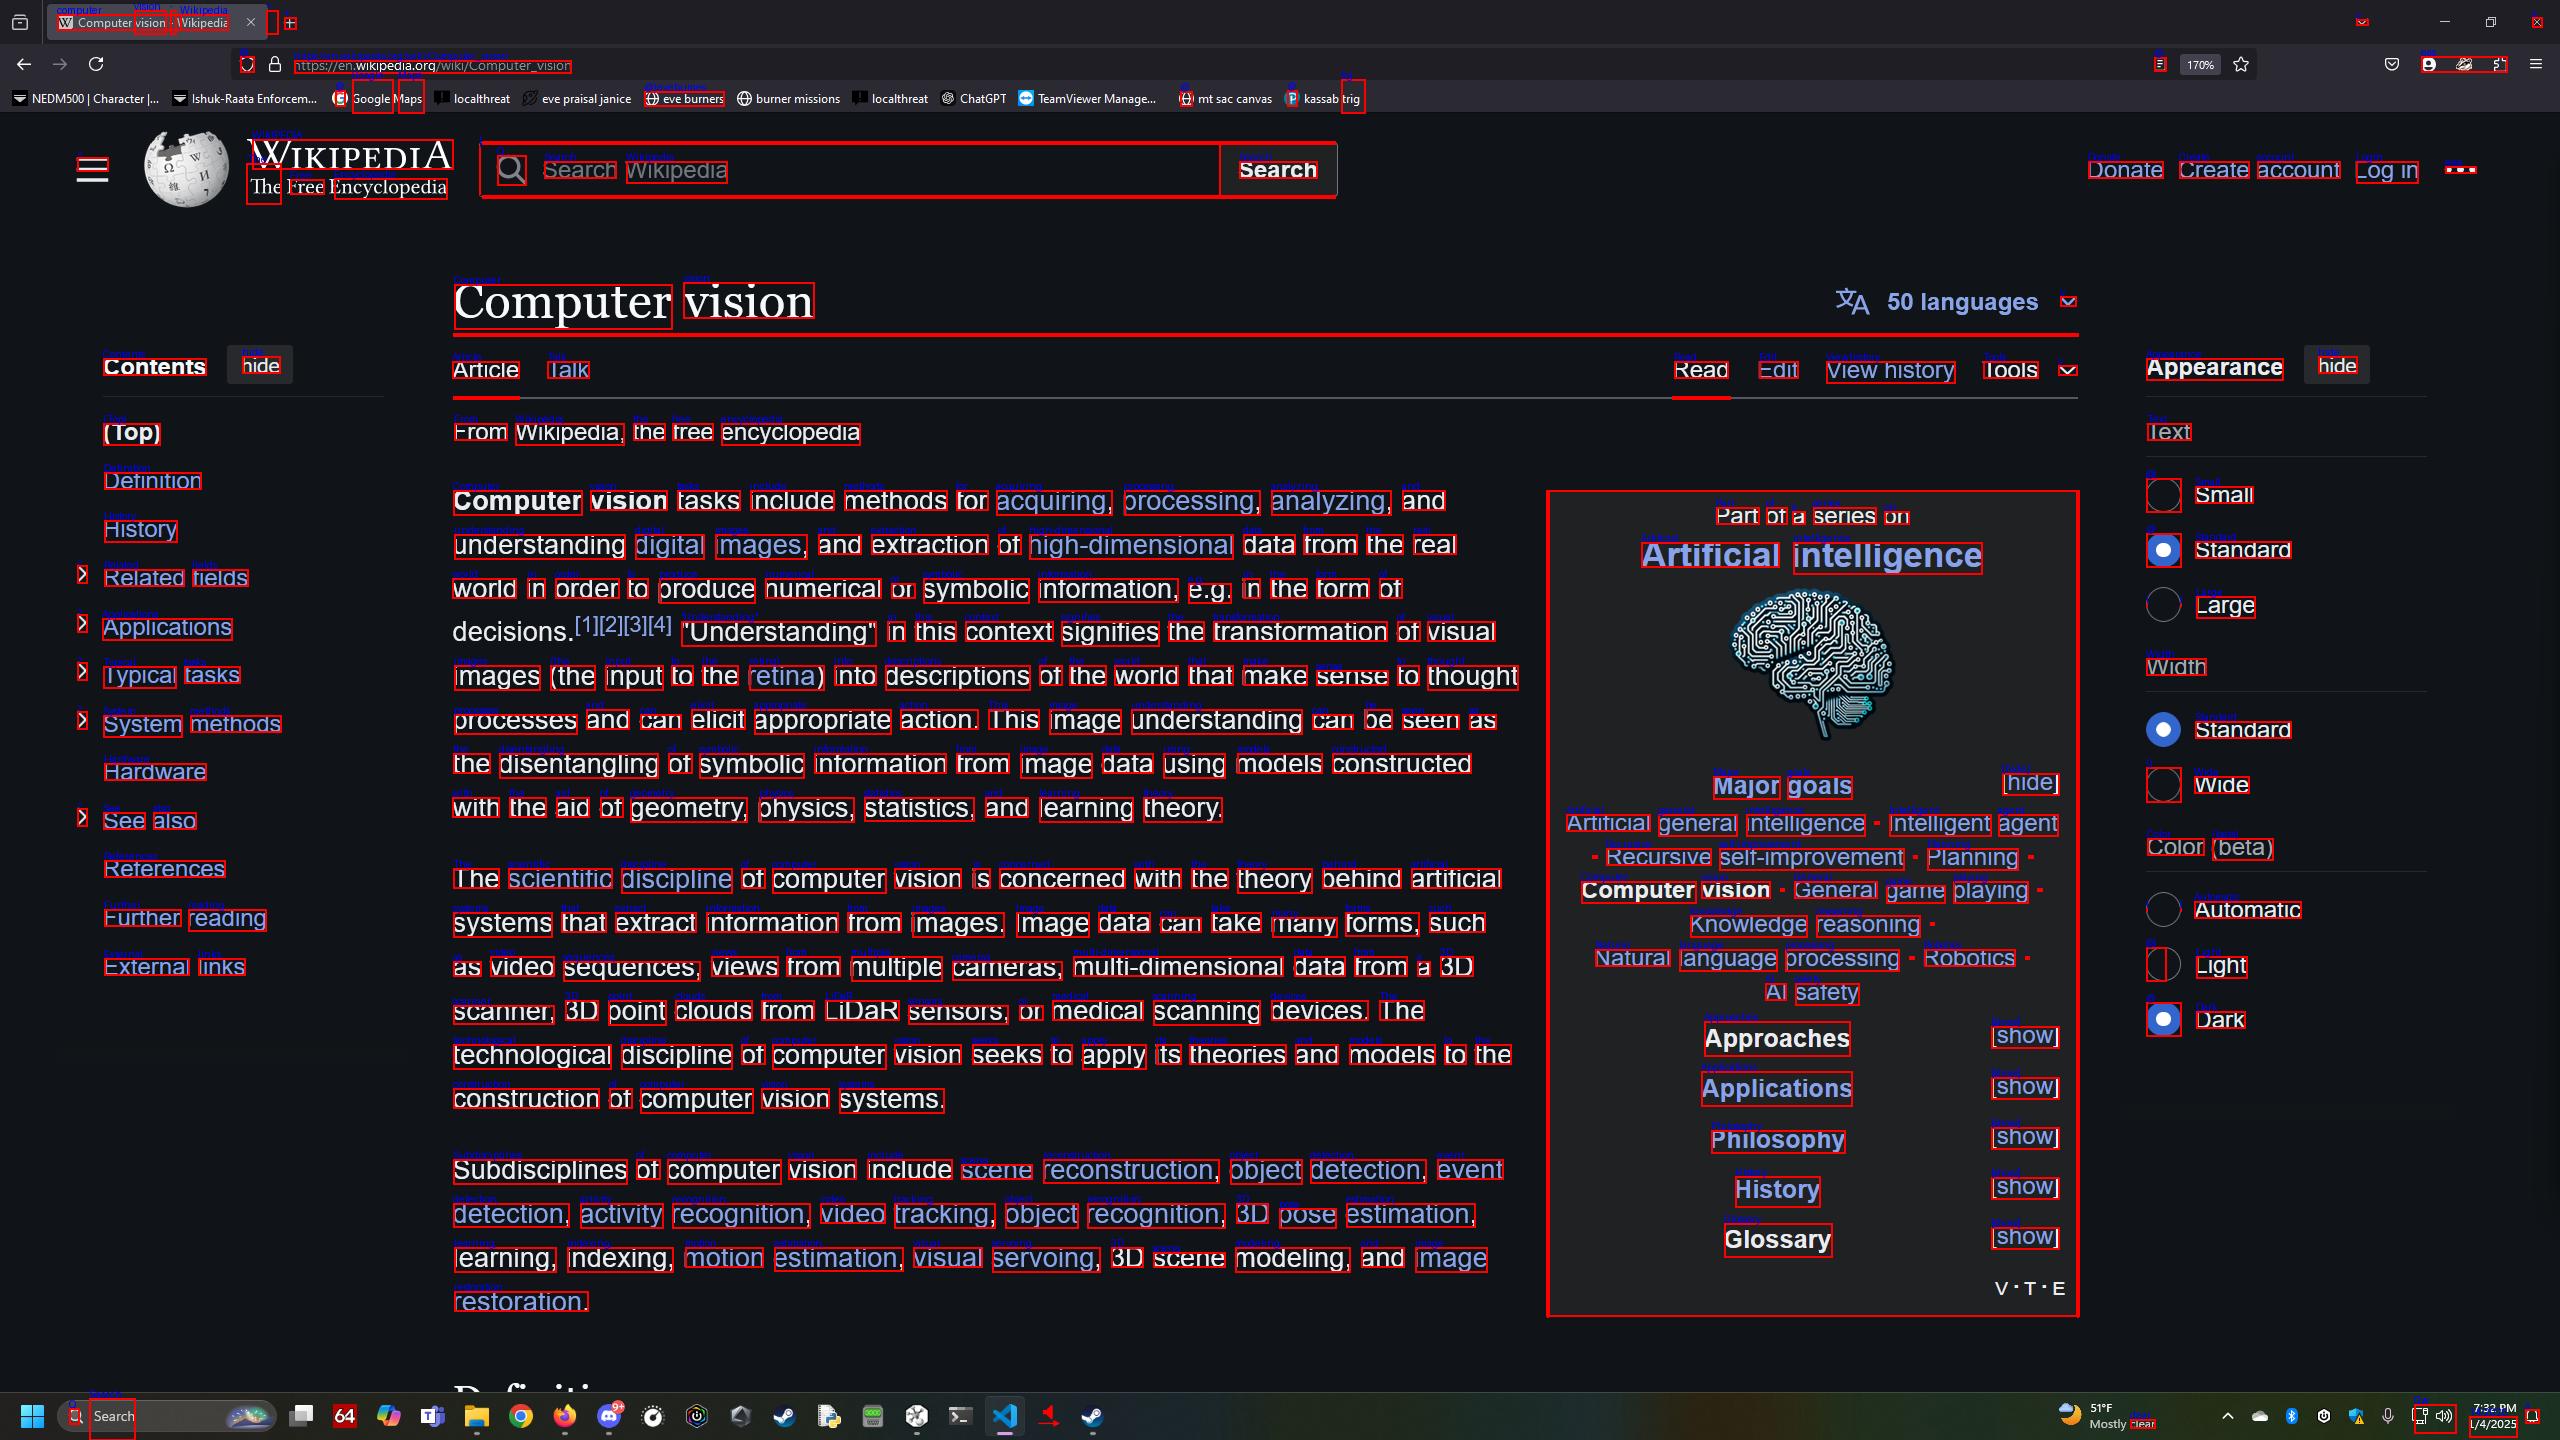 Computer vision - Wikipedia
https://en.wikipedia.org/wiki/Computer_vision
170%
NEDM500 | Character |...
Ishuk-Raata Enforcem...
Google Maps
localthreat
eve praisal janice
eve burners
burner missions
localthreat
ChatGPT
TeamViewer Manage...
mt sac canvas
kassab trig
WIKIPEDIA
The Free Encyclopedia
Search Wikipedia
Search
Donate Create account Log in
Computer vision
50 languages
Contents hide
(Top)
Definition
History
Related fields
Applications
Typical tasks
System methods
Hardware
See also
References
Further reading
External links
Article Talk
Read Edit View history Tools
From Wikipedia, the free encyclopedia
Computer vision tasks include methods for acquiring, processing, analyzing, and
understanding digital images, and extraction of high-dimensional data from the real
world in order to produce numerical or symbolic information, e.g. in the form of
decisions.[1][2][3][4] "Understanding" in this context signifies the transformation of visual
images (the input to the retina) into descriptions of the world that make sense to thought
processes and can elicit appropriate action. This image understanding can be seen as
the disentangling of symbolic information from image data using models constructed
with the aid of geometry, physics, statistics, and learning theory.
The scientific discipline of computer vision is concerned with the theory behind artificial
systems that extract information from images. Image data can take many forms, such
as video sequences, views from multiple cameras, multi-dimensional data from a 3D
scanner, 3D point clouds from LiDaR sensors, or medical scanning devices. The
technological discipline of computer vision seeks to apply its theories and models to the
construction of computer vision systems.
Subdisciplines of computer vision include scene reconstruction, object detection, event
detection, activity recognition, video tracking, object recognition, 3D pose estimation,
learning, indexing, motion estimation, visual servoing, 3D scene modeling, and image
restoration.
Part of a series on
Artificial intelligence
Major goals [hide]
Artificial general intelligence · Intelligent agent
· Recursive self-improvement · Planning ·
Computer vision · General game playing ·
Knowledge reasoning ·
Natural language processing · Robotics ·
AI safety
Approaches [show]
Applications [show]
Philosophy [show]
History [show]
Glossary [show]
V · T · E
Appearance hide
Text
Small
Standard
Large
Width
Standard
Wide
Color (beta)
Automatic
Light
Dark
Search
64
9+
51°F
Mostly clear
7:32 PM
1/4/2025